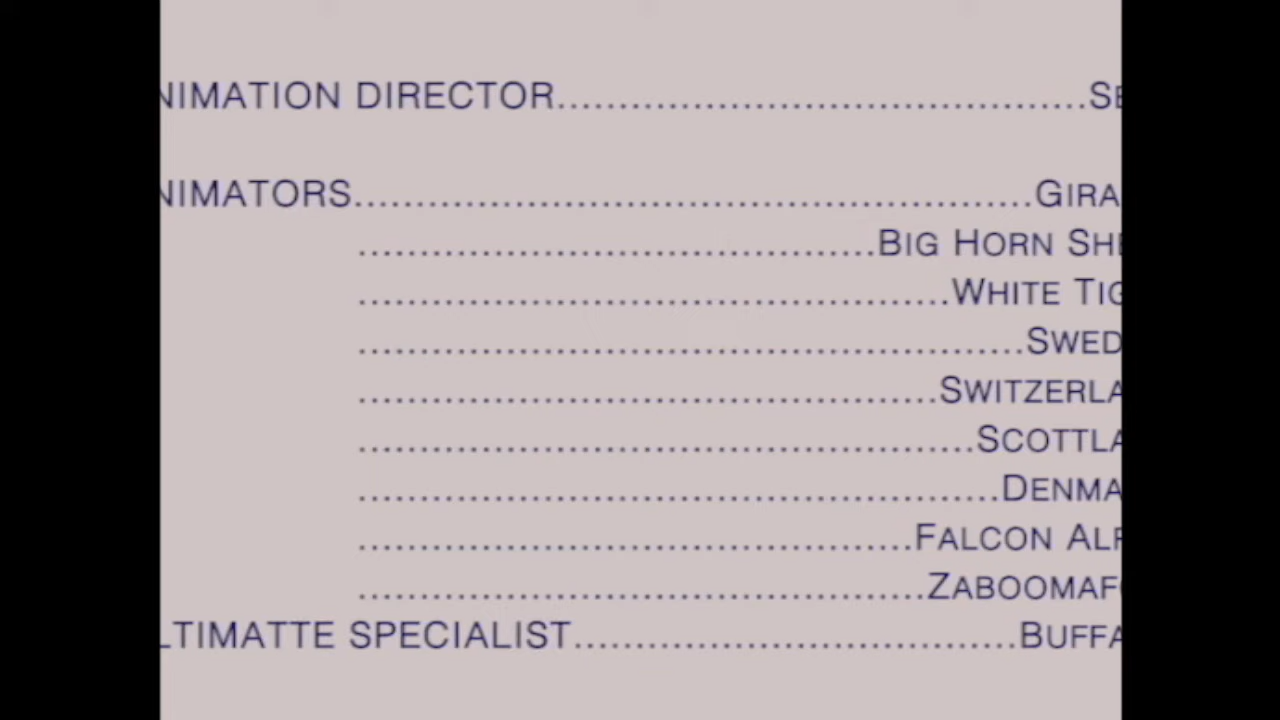 NIMATION DIRECTOR............................................SE
NIMATORS........................................................GIRA
..........................................BIG HORN SHE
................................................WHITE TIG
......................................................SWED
...............................................SWITZERLA
..................................................SCOTTLA
....................................................DENMA
.............................................FALCON ALF
..............................................ZABOOMAF
LTIMATTE SPECIALIST....................................BUFFA